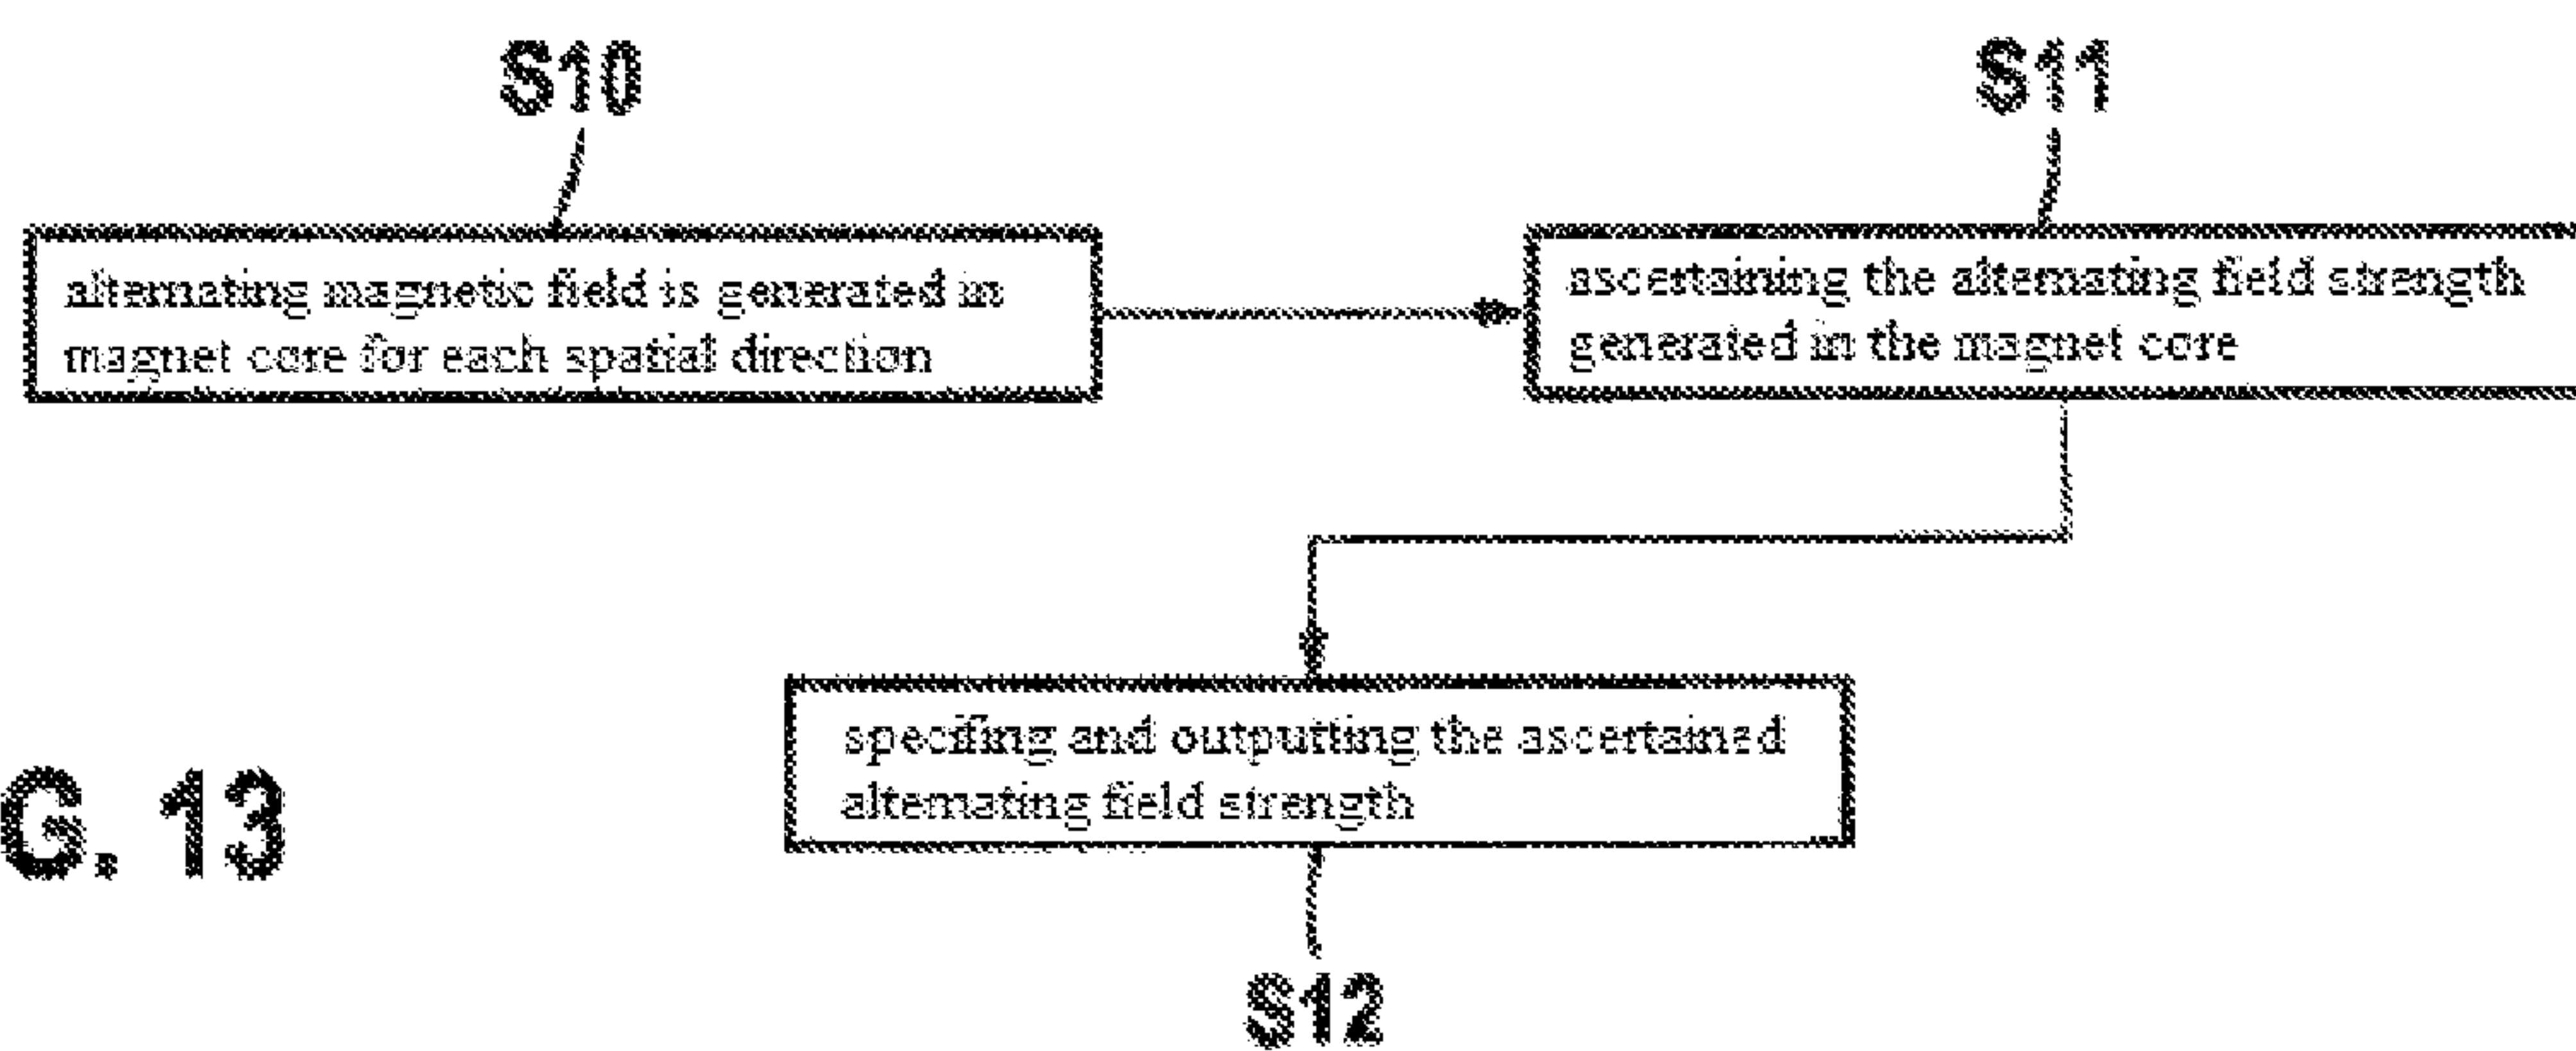 S10
S11
alternating magnetic field is generated in
magnet core for each spatial direction
ascertaining the alternating field strength
generated in the magnet core
specifing and outputting the ascertained
alternating field strength
G. 13
S12